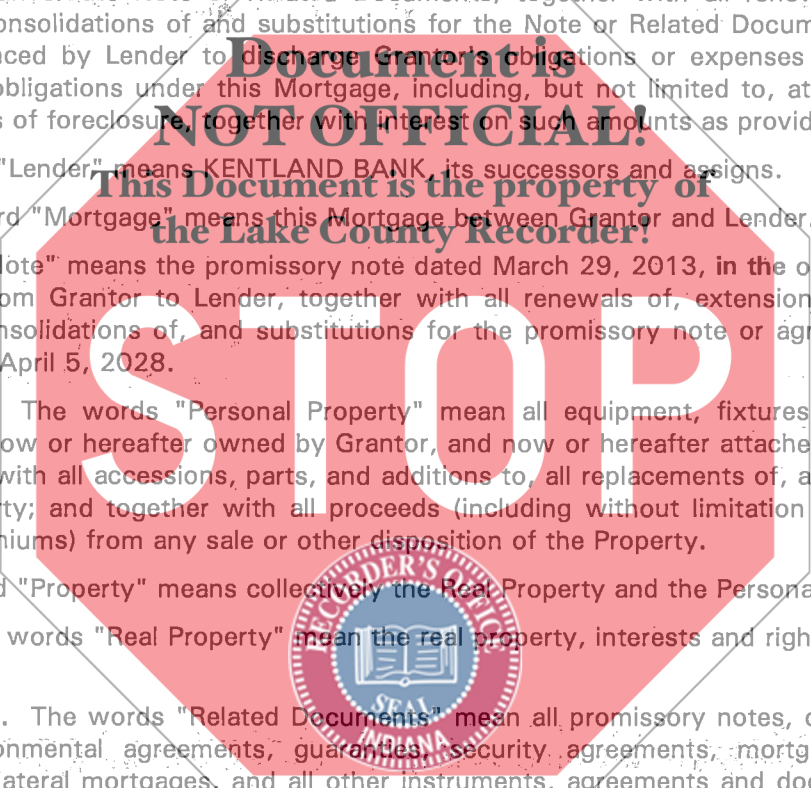 onsolidations of and substitutions for the Note or Related Docum
nced by Lender to discharge Grantor's obligations or expenses
obligations under this Mortgage, including, but not limited to, at
s of foreclosure, together with interest on such amounts as provid
"Lender" means KENTLAND BANK, its successors and assigns.
rd "Mortgage" means this Mortgage between Grantor and Lender.
lote" means the promissory note dated March 29, 2013, in the o
om Grantor to Lender, together with all renewals of, extension
nsolidations of, and substitutions for the promissory note or agr
April 5, 2028.
The words "Personal Property" mean all equipment, fixtures
ow or hereafter owned by Grantor, and now or hereafter attache
with all accessions, parts, and additions to, all replacements of, a
rty; and together with all proceeds (including without limitation
niums) from any sale or other disposition of the Property.
d "Property" means collectively the Real Property and the Persona
words "Real Property" mean the real property, interests and righ
. The words "Related Documents" mean all promissory notes, c
onmental agreements, guaranties, security agreements, mortg
lateral mortgages, and all other instruments, agreements and doc
Document is
NOT OFFICIAL!
This Document is the property of
the Lake County Recorder!
STOP
RECORDER'S OFFICE
SEAL
INDIANA